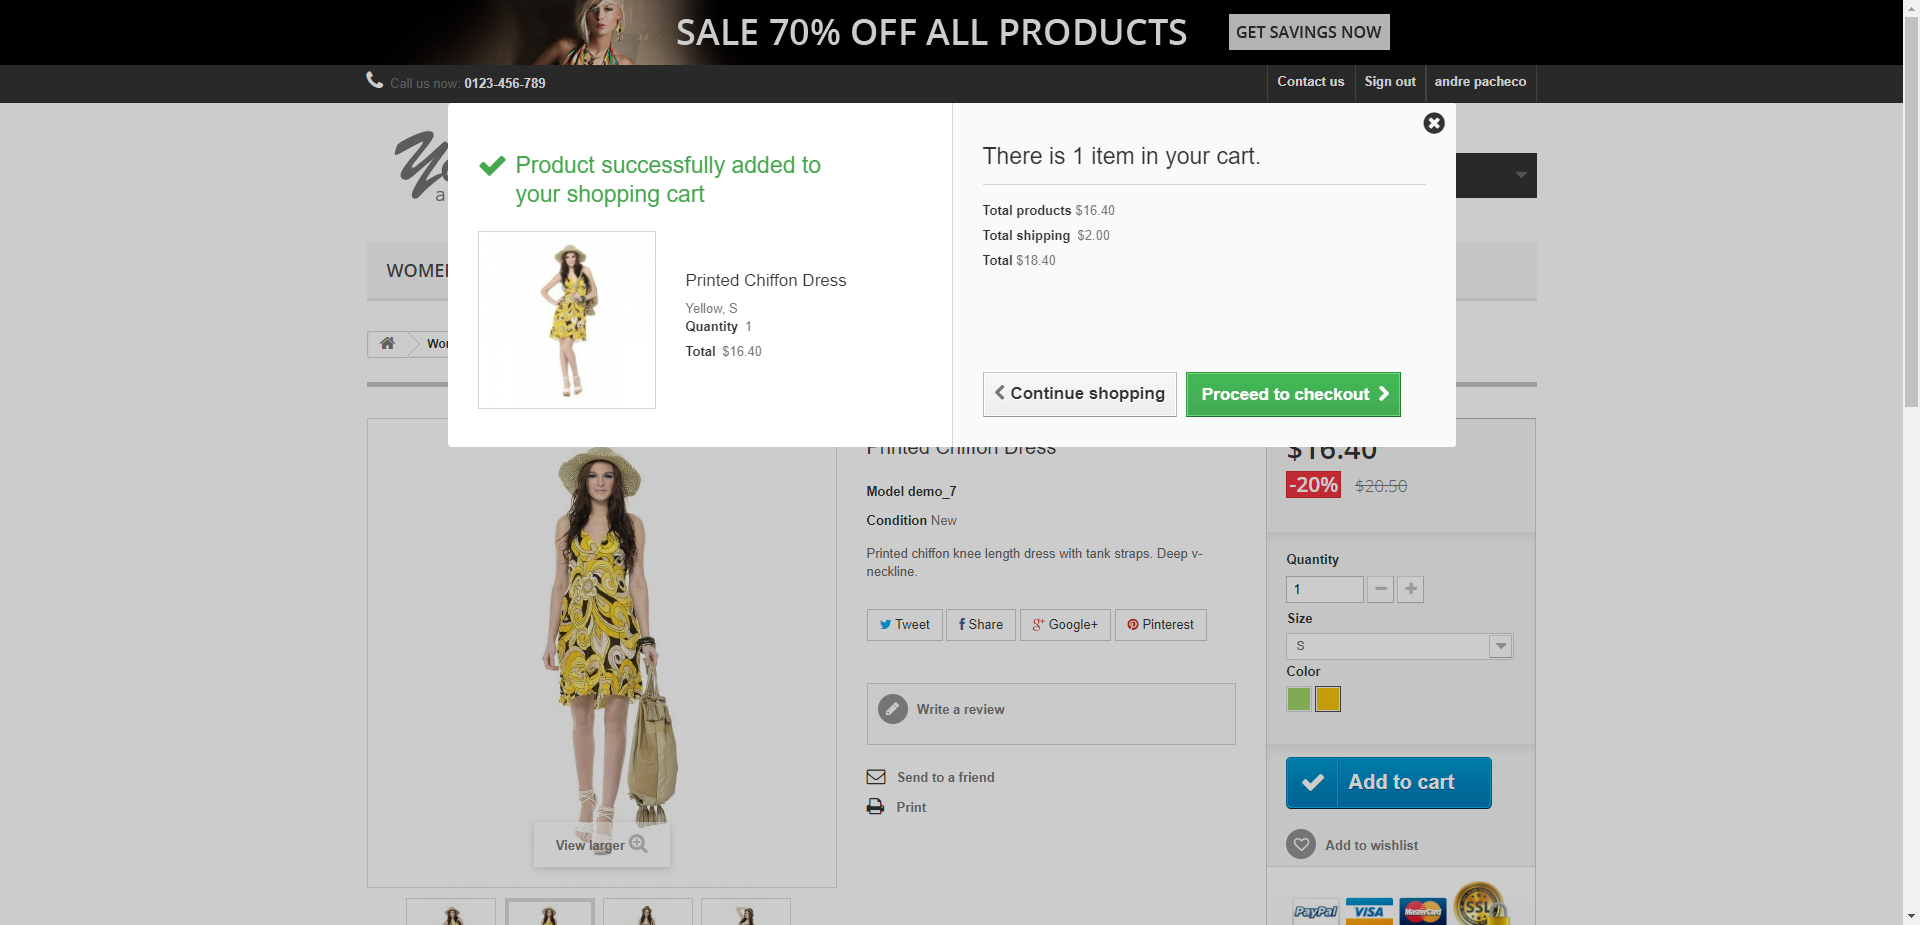 SALE 70% OFF ALL PRODUCTS
GET SAVINGS NOW
Call us now: 0123-456-789
Contact us
Sign out
andre pacheco
Product successfully added to
your shopping cart
Printed Chiffon Dress
Yellow, S
Quantity 1
Total $16.40
There is 1 item in your cart.
Total products $16.40
Total shipping $2.00
Total $18.40
Continue shopping
Proceed to checkout
Printed Chiffon Dress
Model demo_7
Condition New
Printed chiffon knee length dress with tank straps. Deep v-
neckline.
Tweet
Share
Google+
Pinterest
Write a review
Send to a friend
Print
View larger
$16.40
-20% $20.50
Quantity
1
Size
S
Color
Add to cart
Add to wishlist
PayPal
VISA
MasterCard
SSL